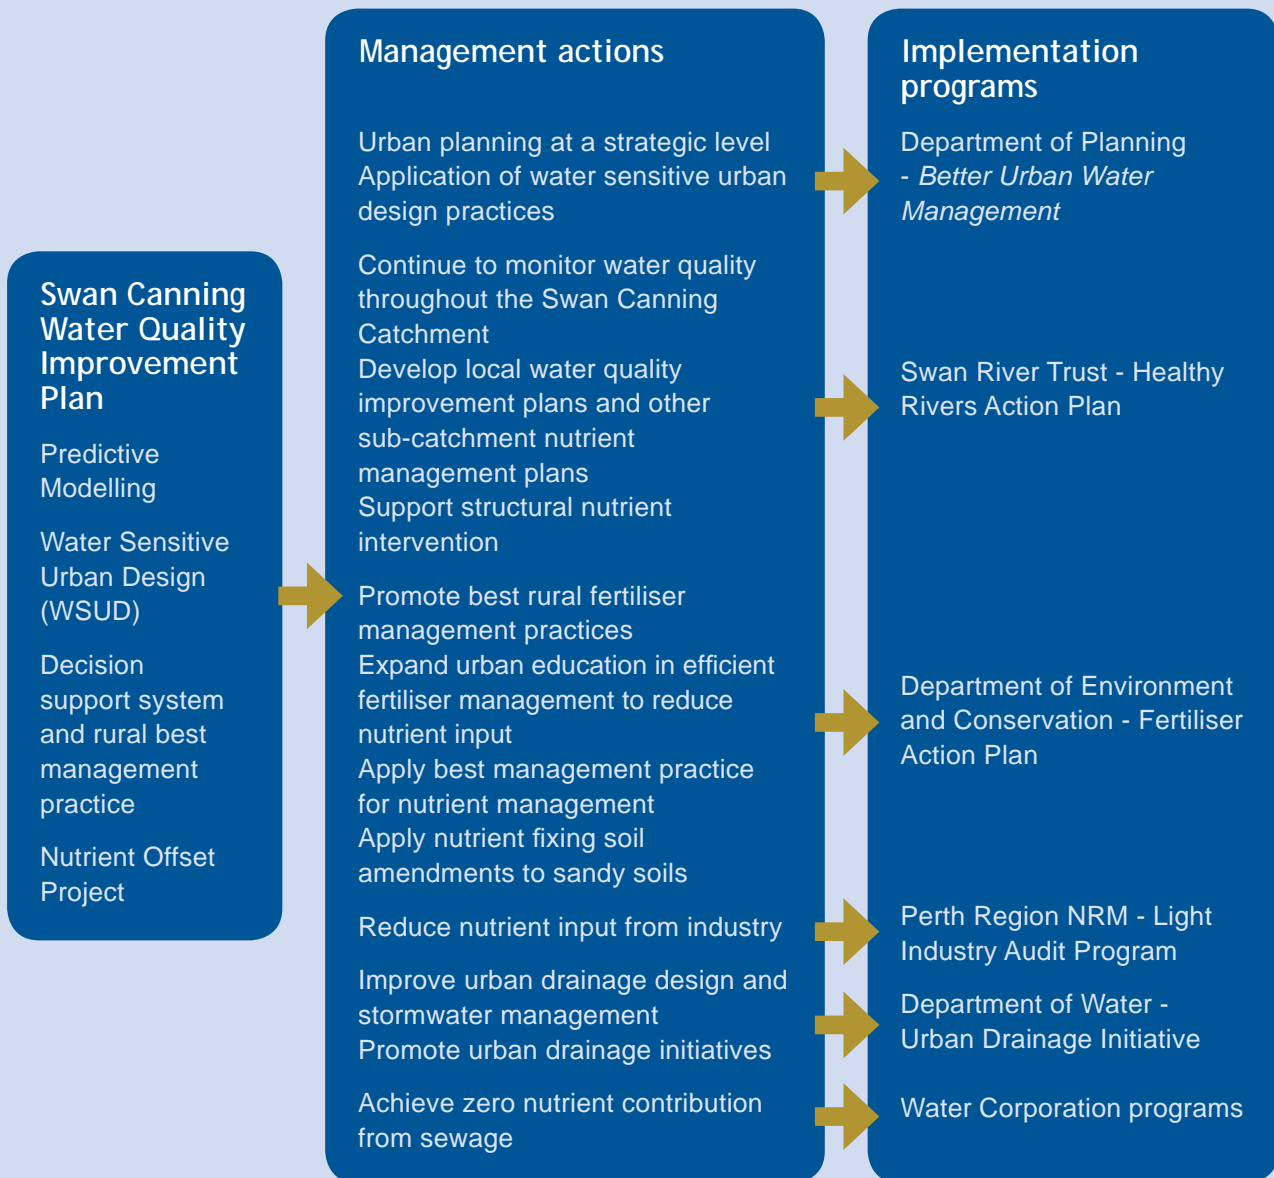 Swan Canning
Water Quality
Improvement
Plan
Predictive
Modelling
Water Sensitive
Urban Design
(WSUD)
Decision
support system
and rural best
management
practice
Nutrient Offset
Project
Management actions
Urban planning at a strategic level
Application of water sensitive urban
design practices
Continue to monitor water quality
throughout the Swan Canning
Catchment
Develop local water quality
improvement plans and other
sub-catchment nutrient
management plans
Support structural nutrient
intervention
Promote best rural fertiliser
management practices
Expand urban education in efficient
fertiliser management to reduce
nutrient input
Apply best management practice
for nutrient management
Apply nutrient fixing soil
amendments to sandy soils
Reduce nutrient input from industry
Improve urban drainage design and
stormwater management
Promote urban drainage initiatives
Achieve zero nutrient contribution
from sewage
Implementation
programs
Department of Planning
- Better Urban Water
Management
Swan River Trust - Healthy
Rivers Action Plan
Department of Environment
and Conservation - Fertiliser
Action Plan
Perth Region NRM - Light
Industry Audit Program
Department of Water -
Urban Drainage Initiative
Water Corporation programs